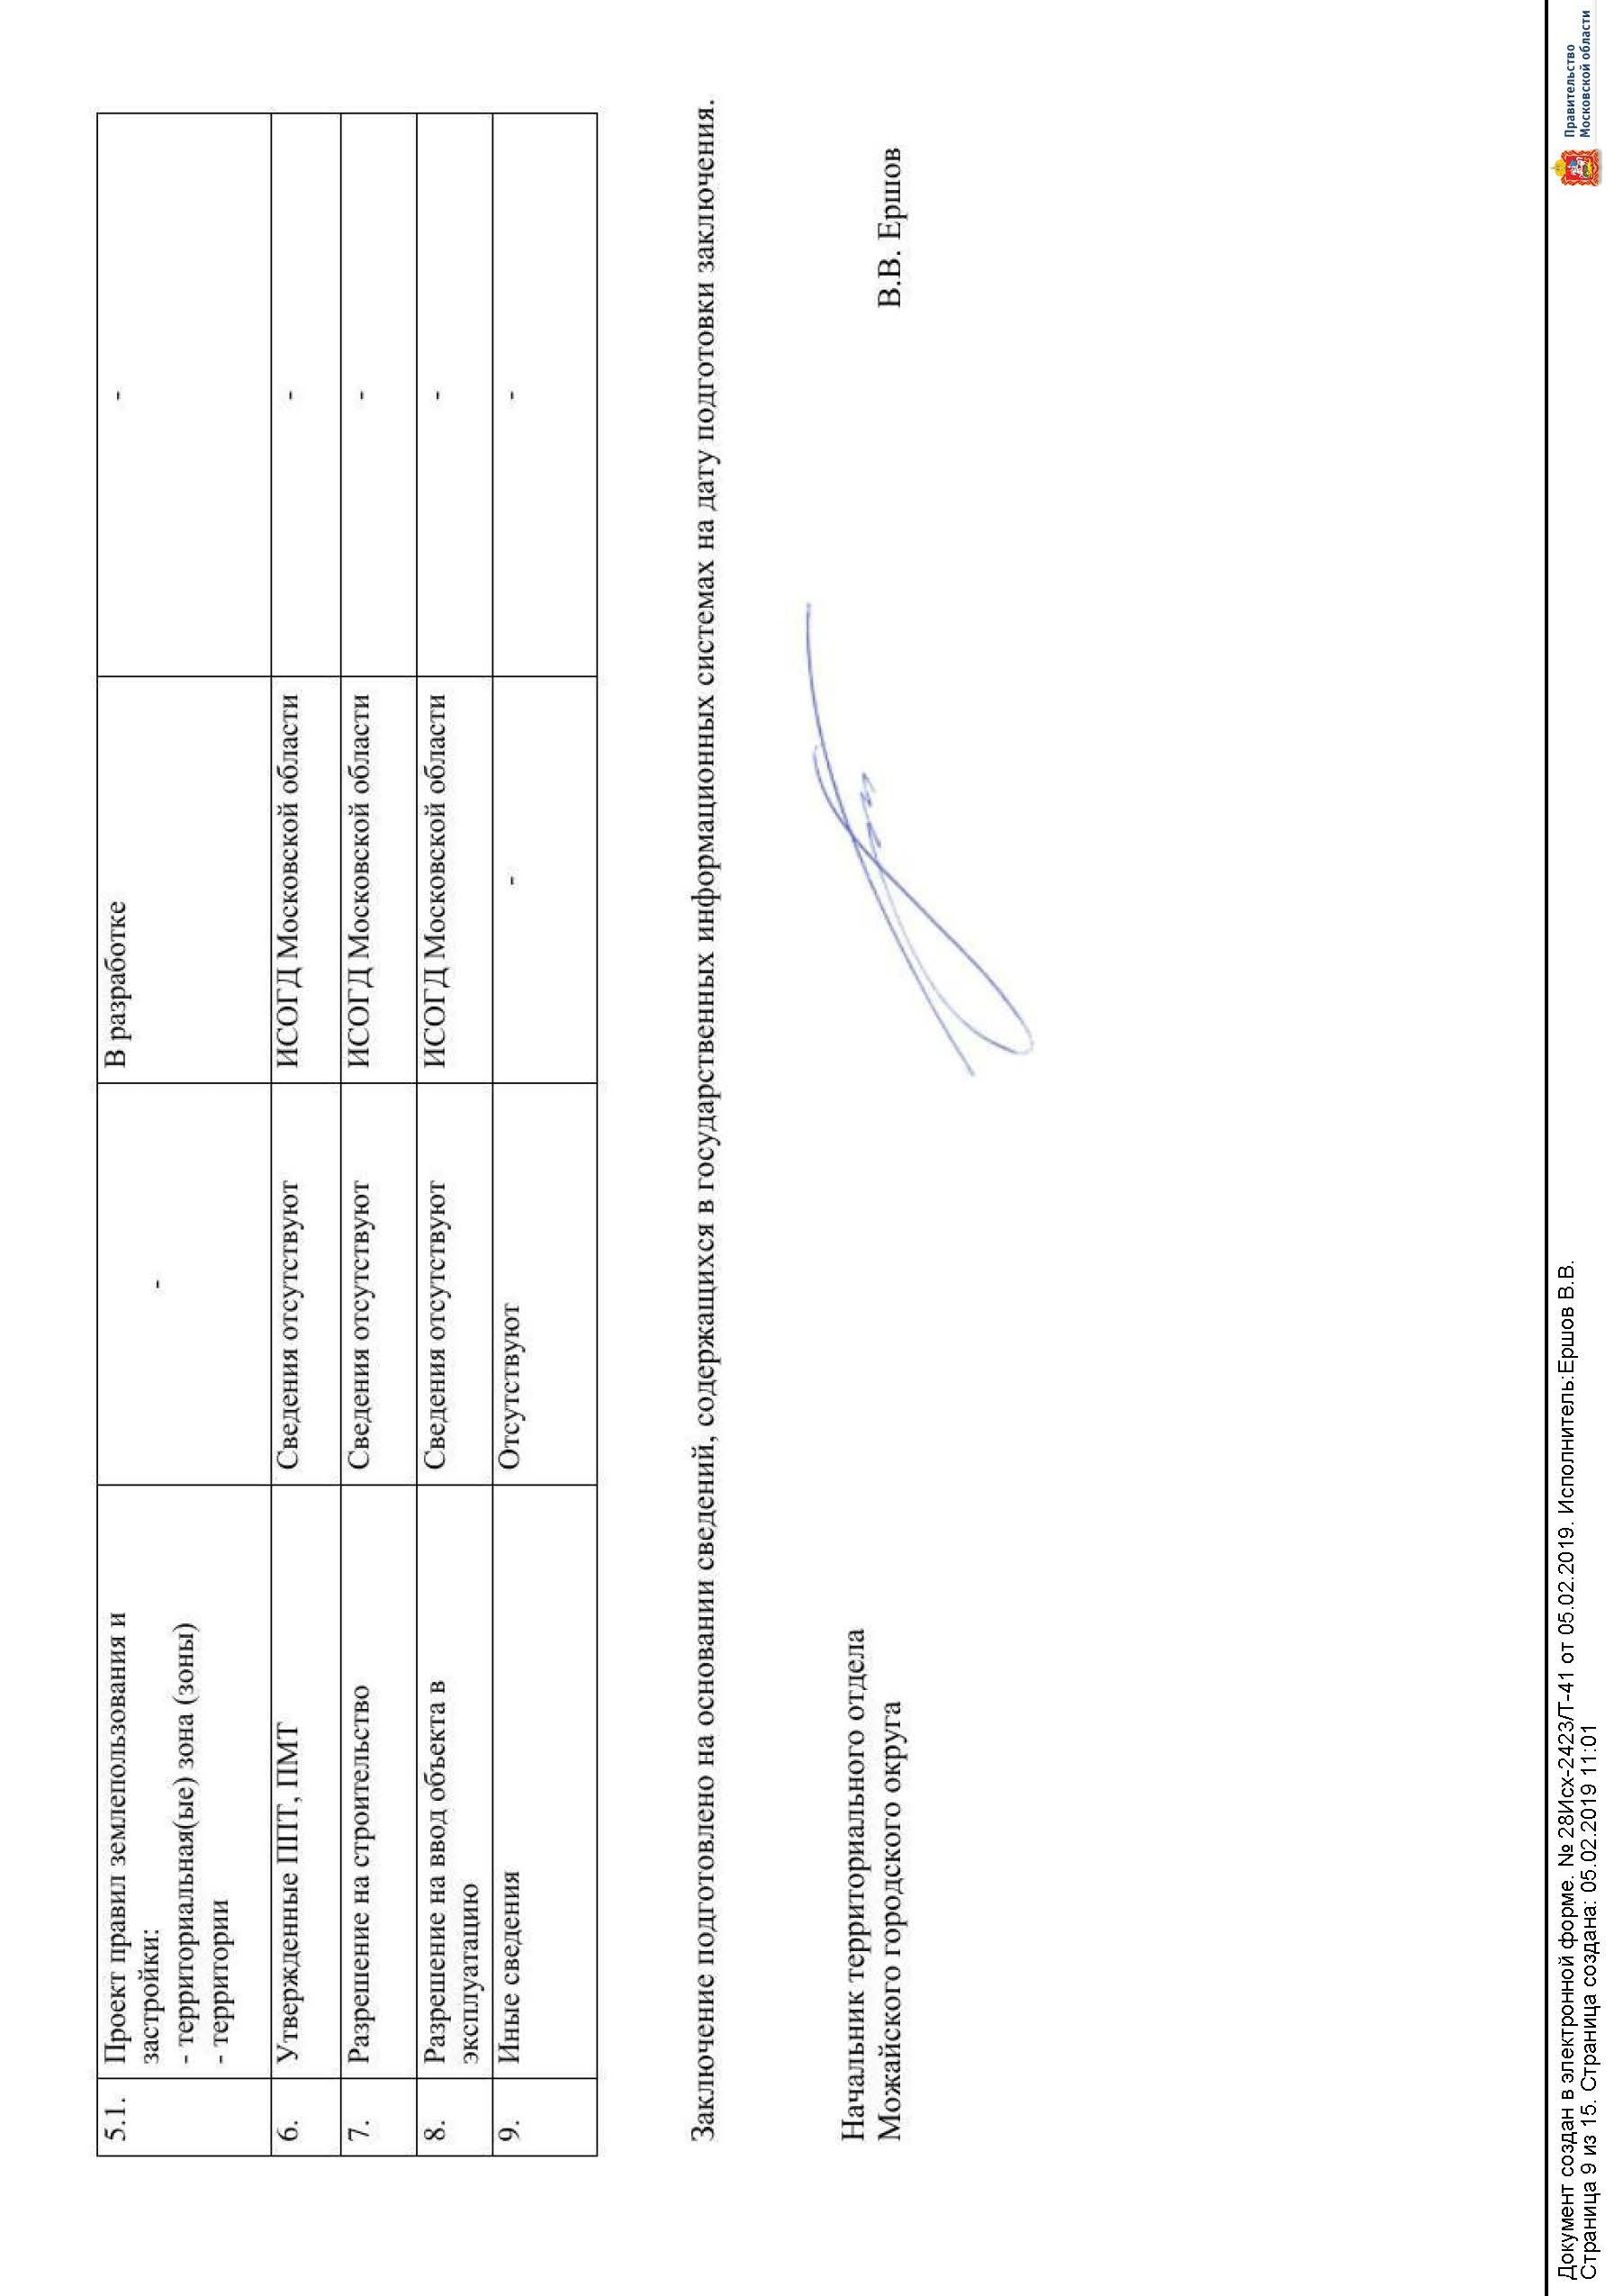 5.1. Проект правил землепользования и - В разработке -
застройки:
- территориальная(ые) зона (зоны)
- территории
6. Утвержденные ППТ, ПМТ Сведения отсутствуют ИСОГД Московской области -
7. Разрешение на строительство Сведения отсутствуют ИСОГД Московской области -
8. Разрешение на ввод объекта в Сведения отсутствуют ИСОГД Московской области -
эксплуатацию
9. Иные сведения Отсутствуют - -
Заключение подготовлено на основании сведений, содержащихся в государственных информационных системах на дату подготовки заключения.
Начальник территориального отдела
Можайского городского округа В.В. Ершов
Документ создан в электронной форме. № 28Исх-2423/Т-41 от 05.02.2019. Исполнитель:Ершов В.В.
Страница 9 из 15. Страница создана: 05.02.2019 11:01
Правительство
Московской области